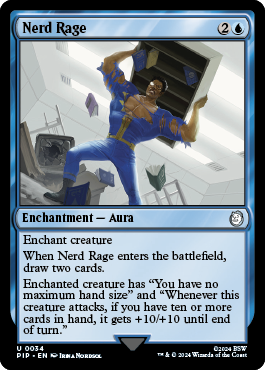 Nerd Rage 2
Enchantment — Aura
Enchant creature
When Nerd Rage enters the battlefield,
draw two cards.
Enchanted creature has “You have no
maximum hand size” and “Whenever this
creature attacks, if you have ten or more
cards in hand, it gets +10/+10 until end
of turn.”
U 0034 ©2024 BSW
PIP • EN Irina Nordsol ™ & © 2024 Wizards of the Coast